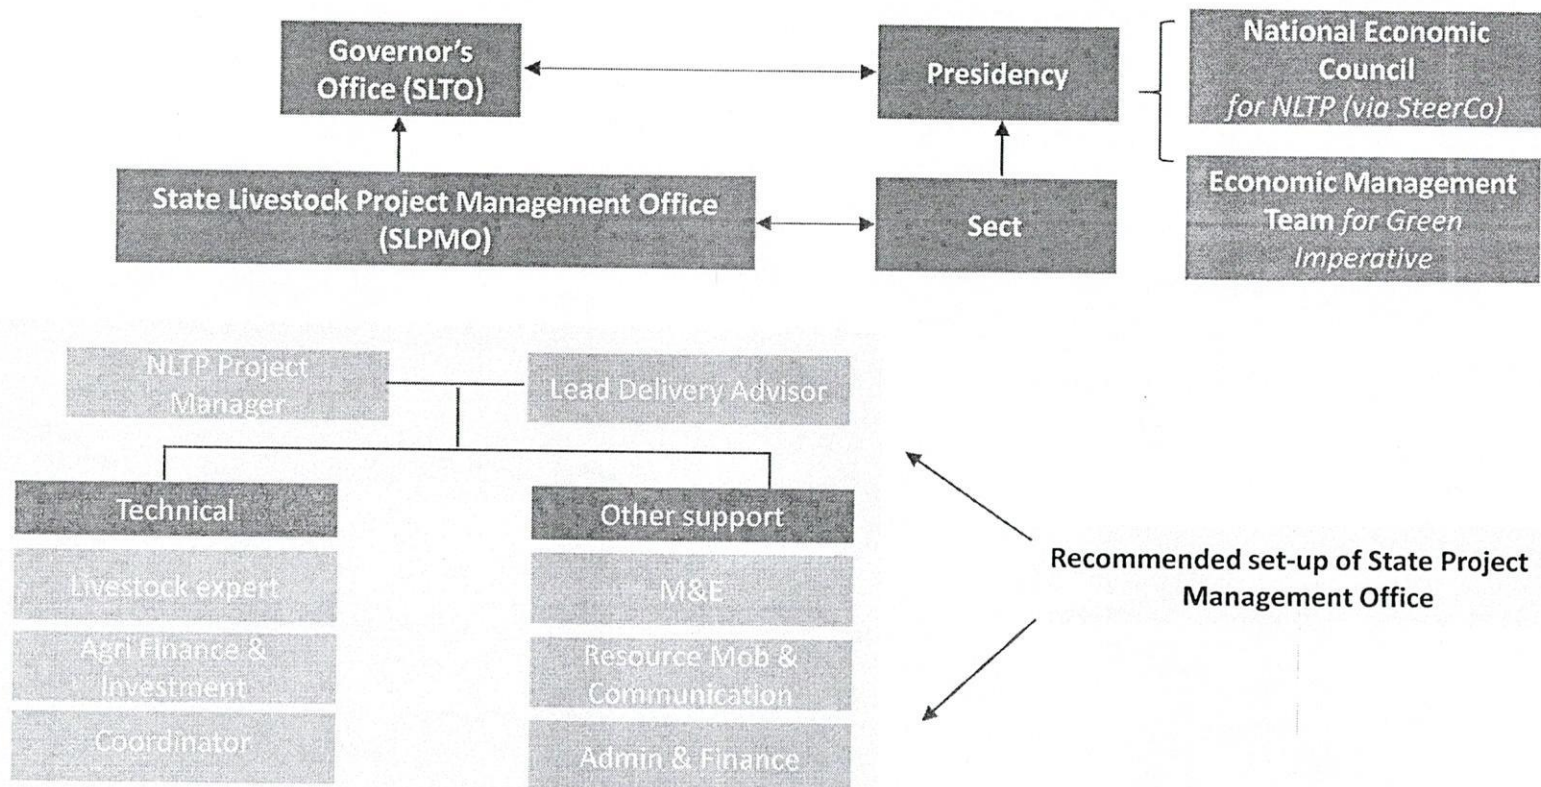 Governor's
Office (SLTO)
Presidency
National Economic
Council
for NLTP (via SteerCo)
State Livestock Project Management Office
(SLPMO)
Sect
Economic Management
Team for Green
Imperative
NLTP Project
Manager
Lead Delivery Advisor
Technical
Other support
Livestock expert
M&E
Agri Finance &
Investment
Resource Mob &
Communication
Coordinator
Admin & Finance
Recommended set-up of State Project
Management Office